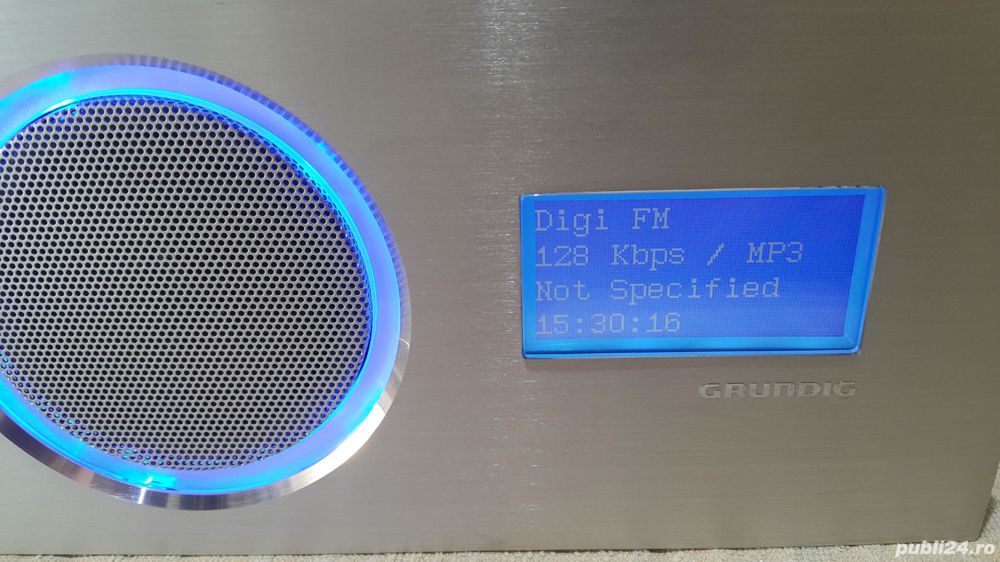 Digi FM
128 Kbps / MP3
Not Specified
15:30:16
GRUNDIG
publi24.ro